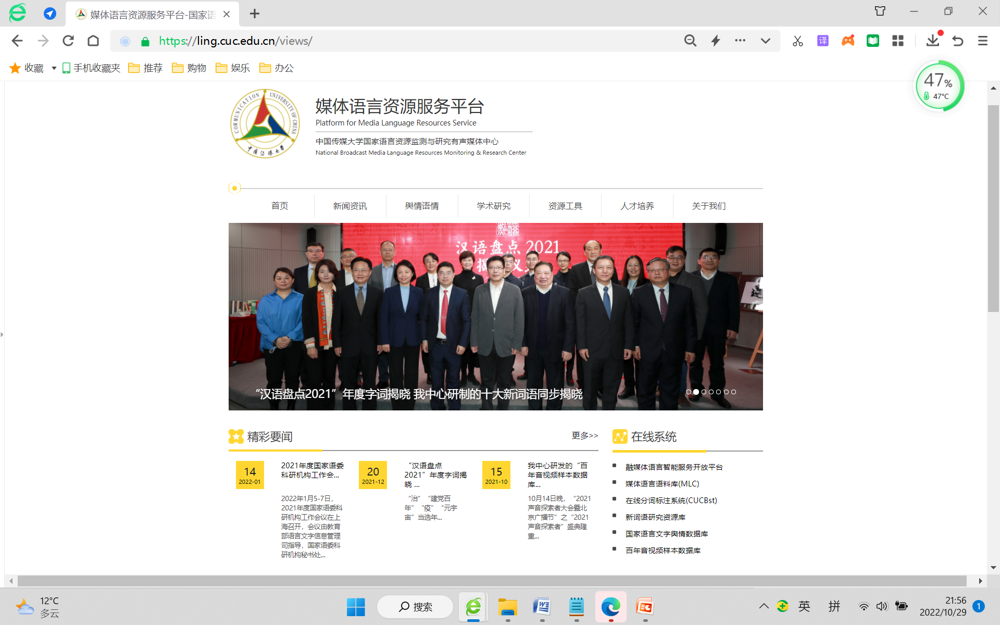 媒体语言资源服务平台-国家语
https://ling.cuc.edu.cn/views/
译
收藏 手机收藏夹 推荐 购物 娱乐 办公
47%
47°C
COMMUNICATION UNIVERSITY OF CHINA
中国传媒大学
媒体语言资源服务平台
Platform for Media Language Resources Service
中国传媒大学国家语言资源监测与研究有声媒体中心
National Broadcast Media Language Resources Monitoring & Research Center
首页 新闻资讯 舆情语情 学术研究 资源工具 人才培养 关于我们
汉语盘点 2021
“汉语盘点2021”年度字词揭晓 我中心研制的十大新词语同步揭晓
精彩要闻 更多>>
14
2022-01
2021年度国家语委
科研机构工作会...
2022年1月5-7日，
2021年度国家语委科
研机构工作会议在上
海召开，会议由教育
部语言文字信息管理
司指导，国家语委科
研机构秘书处...
20
2021-12
“汉语盘点
2021”年度字词揭
晓 ...
“治”“建党百
年”“疫”“元宇
宙”当选年...
15
2021-10
我中心研发的“百
年音视频样本数据
库...
10月14日晚，“2021
声音探索者大会暨北
京广播节”之“2021
声音探索者”盛典隆
重...
在线系统
融媒体语言智能服务开放平台
媒体语言语料库(MLC)
在线分词标注系统(CUCBst)
新词语研究资源库
国家语言文字舆情数据库
百年音视频样本数据库
12°C
多云
搜索
英 拼
21:56
2022/10/29
1